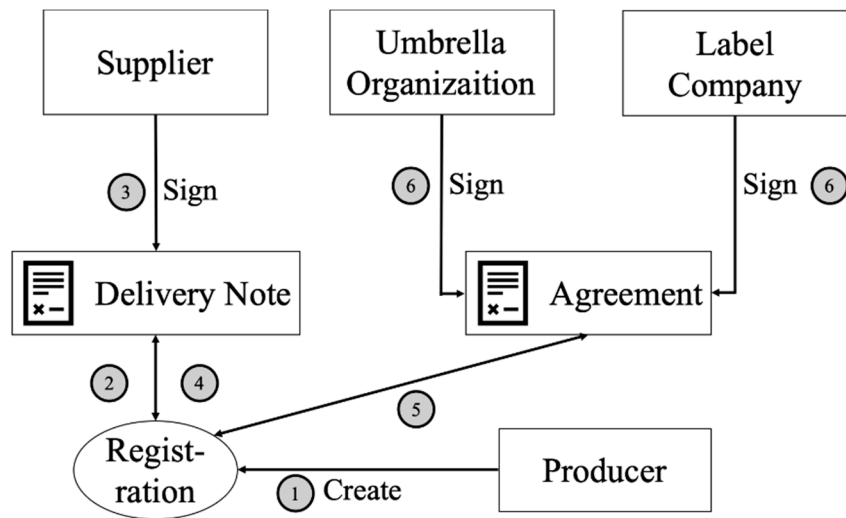 Supplier
Umbrella
Organizaition
Label
Company
3 Sign
6 Sign
Sign 6
Delivery Note
Agreement
2 4
5
Regist-
ration
1 Create
Producer